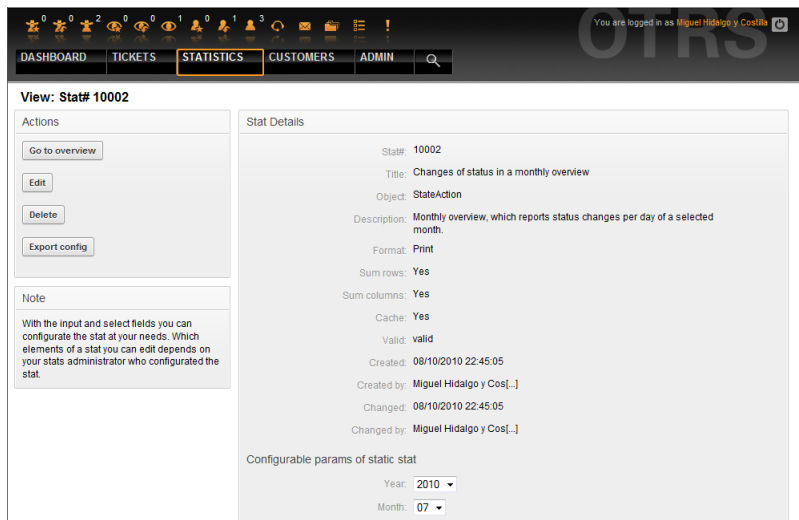 0 0 2 0 0 1 0 1 3
You are logged in as Miguel Hidalgo y Costilla
OTRS
DASHBOARD TICKETS STATISTICS CUSTOMERS ADMIN
View: Stat# 10002
Actions
Go to overview
Edit
Delete
Export config
Note
With the input and select fields you can
configurate the stat at your needs. Which
elements of a stat you can edit depends on
your stats administrator who configurated the
stat.
Stat Details
Stat#: 10002
Title: Changes of status in a monthly overview
Object: StateAction
Description: Monthly overview, which reports status changes per day of a selected
month.
Format: Print
Sum rows: Yes
Sum columns: Yes
Cache: Yes
Valid: valid
Created: 08/10/2010 22:45:05
Created by: Miguel Hidalgo y Cos[...]
Changed: 08/10/2010 22:45:05
Changed by: Miguel Hidalgo y Cos[...]
Configurable params of static stat
Year: 2010
Month: 07